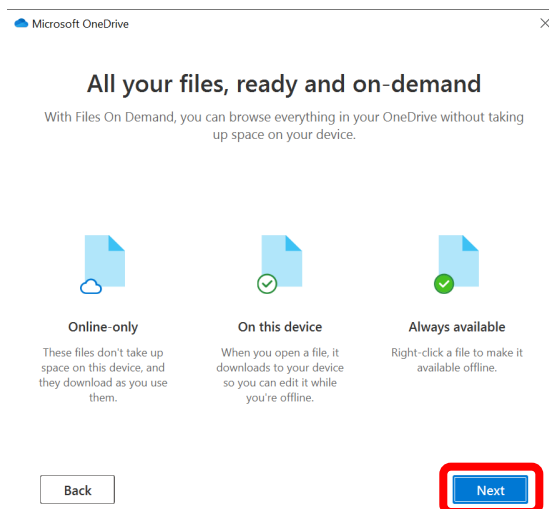 Microsoft OneDrive
All your files, ready and on-demand
With Files On Demand, you can browse everything in your OneDrive without taking
up space on your device.
Online-only
These files don't take up
space on this device, and
they download as you use
them.
On this device
When you open a file, it
downloads to your device
so you can edit it while
you're offline.
Always available
Right-click a file to make it
available offline.
Back
Next